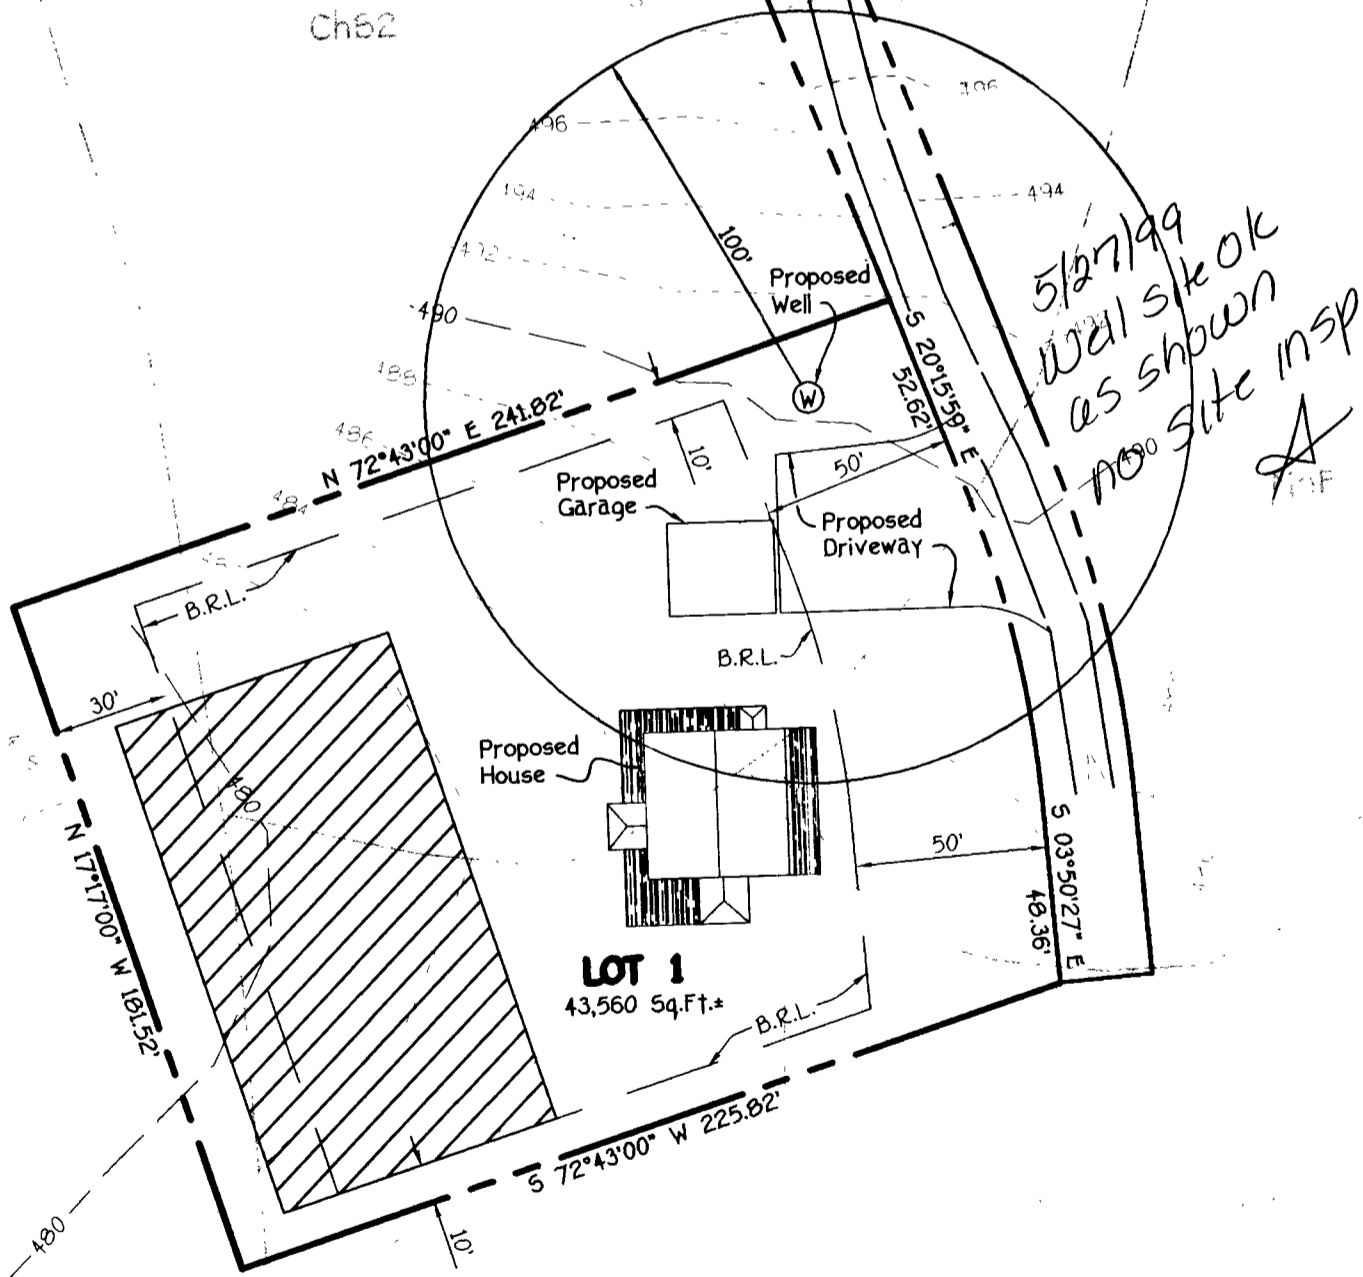 Ch52
496
496
494
494
492
490
488
486
484
100'
Proposed
Well
W
5/27/99
Well site ok
as shown
no site insp
S 20°15'59" E
52.62'
N 72°43'00" E 241.82'
10'
50'
Proposed
Garage
Proposed
Driveway
490
B.R.L.
B.R.L.
30'
Proposed
House
480
50'
N 17°17'00" W 181.52'
S 03°50'27" E
48.36'
LOT 1
43,560 Sq.Ft.±
B.R.L.
S 72°43'00" W 225.82'
480
10'